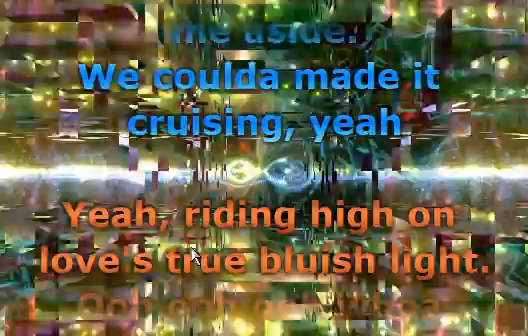 me aside.
We coulda made it
cruising, yeah
Yeah, riding high on
love's true bluish light.